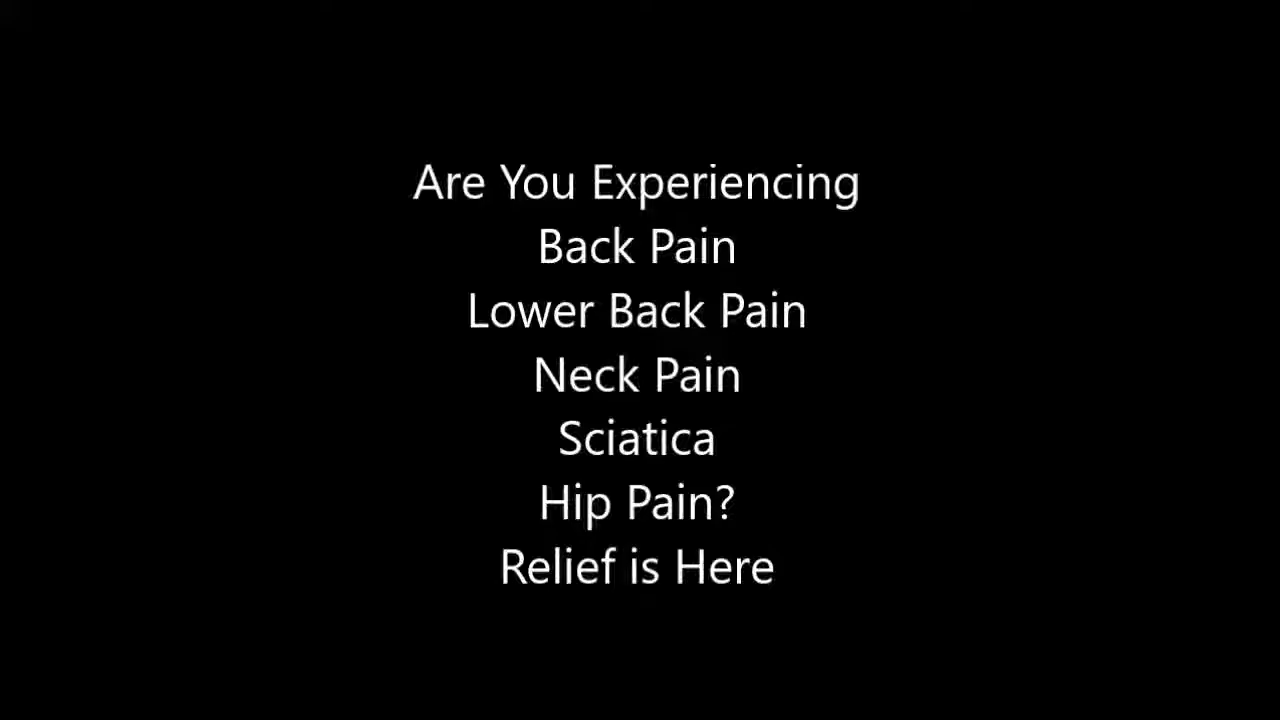 Are You Experiencing
Back Pain
Lower Back Pain
Neck Pain
Sciatica
Hip Pain?
Relief is Here